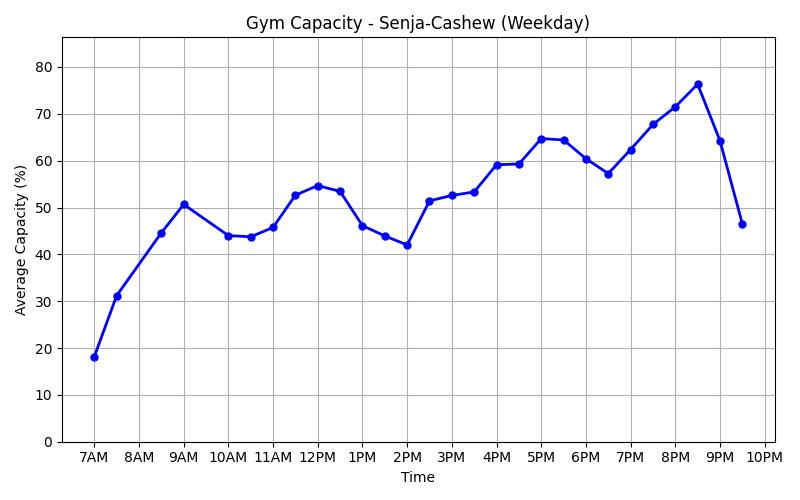 Gym Capacity - Senja-Cashew (Weekday)
Average Capacity (%)
80
70
60
50
40
30
20
10
0
7AM 8AM 9AM 10AM 11AM 12PM 1PM 2PM 3PM 4PM 5PM 6PM 7PM 8PM 9PM 10PM
Time